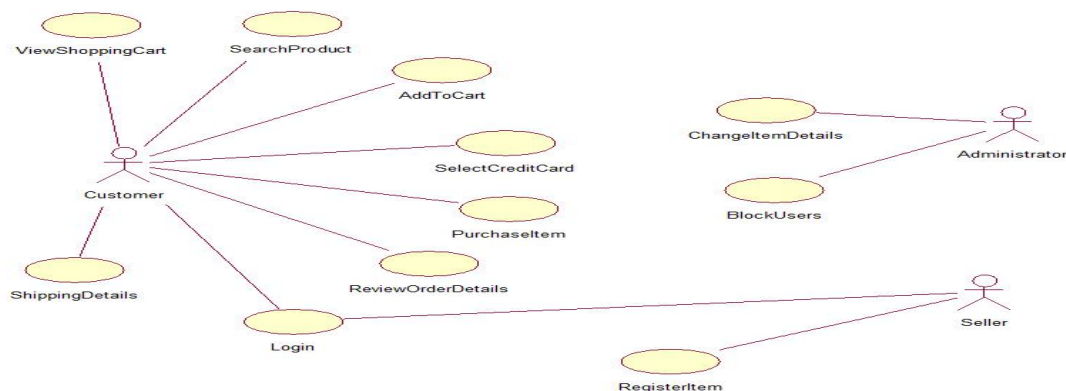 ViewShoppingCart
SearchProduct
AddToCart
ChangeItemDetails
Administrator
SelectCreditCard
Customer
BlockUsers
PurchaseItem
ShippingDetails
ReviewOrderDetails
Seller
Login
RegisterItem